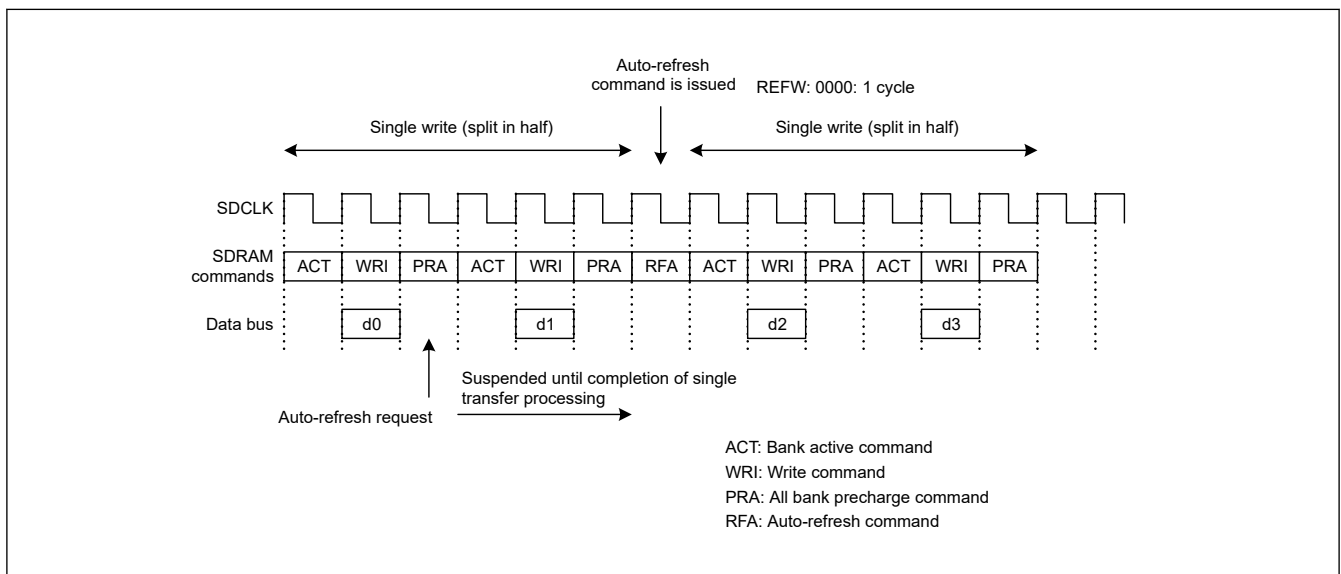 Auto-refresh
command is issued
REFW: 0000: 1 cycle
Single write (split in half)
Single write (split in half)
SDCLK
SDRAM
commands
ACT WRI PRA ACT WRI PRA RFA ACT WRI PRA ACT WRI PRA
Data bus
d0 d1 d2 d3
Auto-refresh request
Suspended until completion of single
transfer processing
ACT: Bank active command
WRI: Write command
PRA: All bank precharge command
RFA: Auto-refresh command